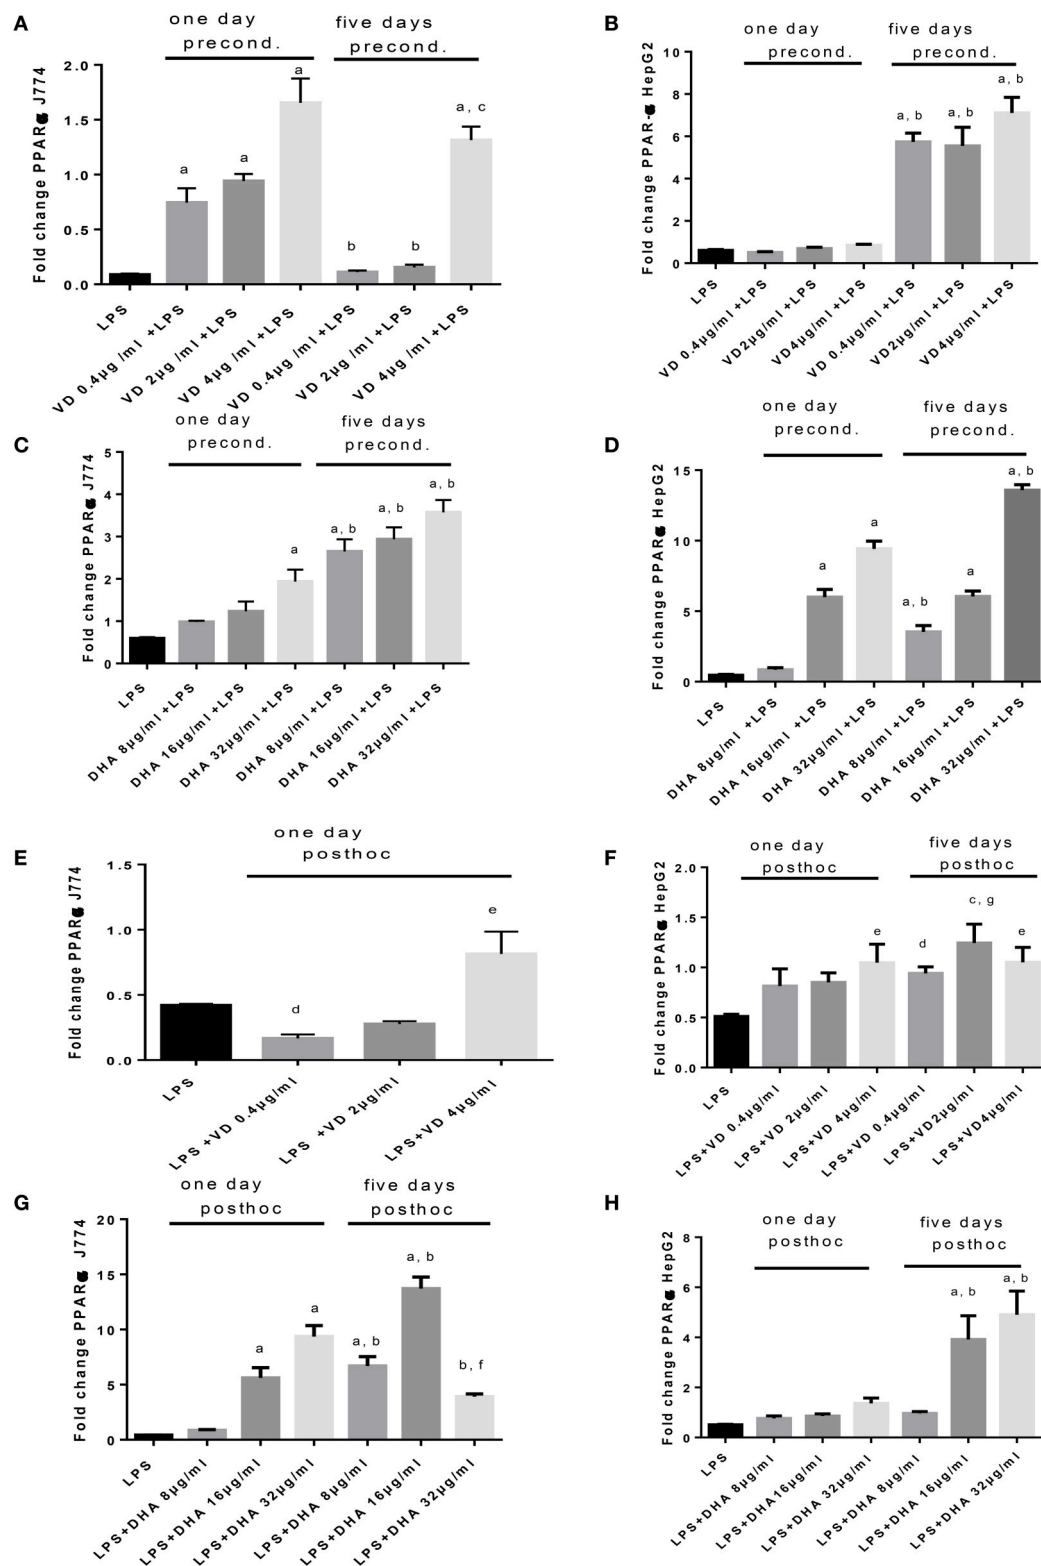 A
one day
precond.
five days
precond.
Fold change PPARα, J774
2.0
1.5
1.0
0.5
0.0
a
a
a
b
b
a, c
LPS
VD 0.4µg /ml +LPS
VD 2µg /ml +LPS
VD 4µg /ml +LPS
VD 0.4µg /ml +LPS
VD 2µg /ml +LPS
VD 4µg /ml +LPS
B
one day
precond.
five days
precond.
Fold change PPAR-α, HepG2
10
8
6
4
2
0
a, b
a, b
a, b
LPS
VD 0.4µg/ml +LPS
VD2µg/ml +LPS
VD4µg/ml +LPS
VD 0.4µg/ml +LPS
VD2µg/ml +LPS
VD4µg/ml +LPS
C
one day
precond.
five days
precond.
Fold change PPARα, J774
5
4
3
2
1
0
a
a, b
a, b
a, b
LPS
DHA 8µg/ml +LPS
DHA 16µg/ml +LPS
DHA 32µg/ml +LPS
DHA 8µg/ml +LPS
DHA 16µg/ml +LPS
DHA 32µg/ml +LPS
D
one day
precond.
five days
precond.
Fold change PPARα, HepG2
15
10
5
0
a
a
a, b
a
a, b
LPS
DHA 8µg/ml +LPS
DHA 16µg/ml +LPS
DHA 32µg/ml +LPS
DHA 8µg/ml +LPS
DHA 16µg/ml +LPS
DHA 32µg/ml +LPS
E
one day
posthoc
Fold change PPARα, J774
1.5
1.0
0.5
0.0
d
e
LPS
LPS +VD 0.4µg/ml
LPS +VD 2µg/ml
LPS+VD 4µg/ml
F
one day
posthoc
five days
posthoc
Fold change PPARα, HepG2
2.0
1.5
1.0
0.5
0.0
e
d
c, g
e
LPS
LPS+VD 0.4µg/ml
LPS+VD 2µg/ml
LPS+VD 4µg/ml
LPS+VD 0.4µg/ml
LPS+VD2µg/ml
LPS+VD4µg/ml
G
one day
posthoc
five days
posthoc
Fold change PPARα, J774
20
15
10
5
0
a
a
a, b
a, b
b, f
LPS
LPS+DHA 8µg/ml
LPS+DHA 16µg/ml
LPS+DHA 32µg/ml
LPS+DHA 8µg/ml
LPS+DHA 16µg/ml
LPS+DHA 32µg/ml
H
one day
posthoc
five days
posthoc
Fold change PPARα, HepG2
8
6
4
2
0
a, b
a, b
LPS
LPS+DHA 8µg/ml
LPS+DHA 16µg/ml
LPS+DHA 32µg/ml
LPS+DHA 8µg/ml
LPS+DHA 16µg/ml
LPS+DHA 32µg/ml